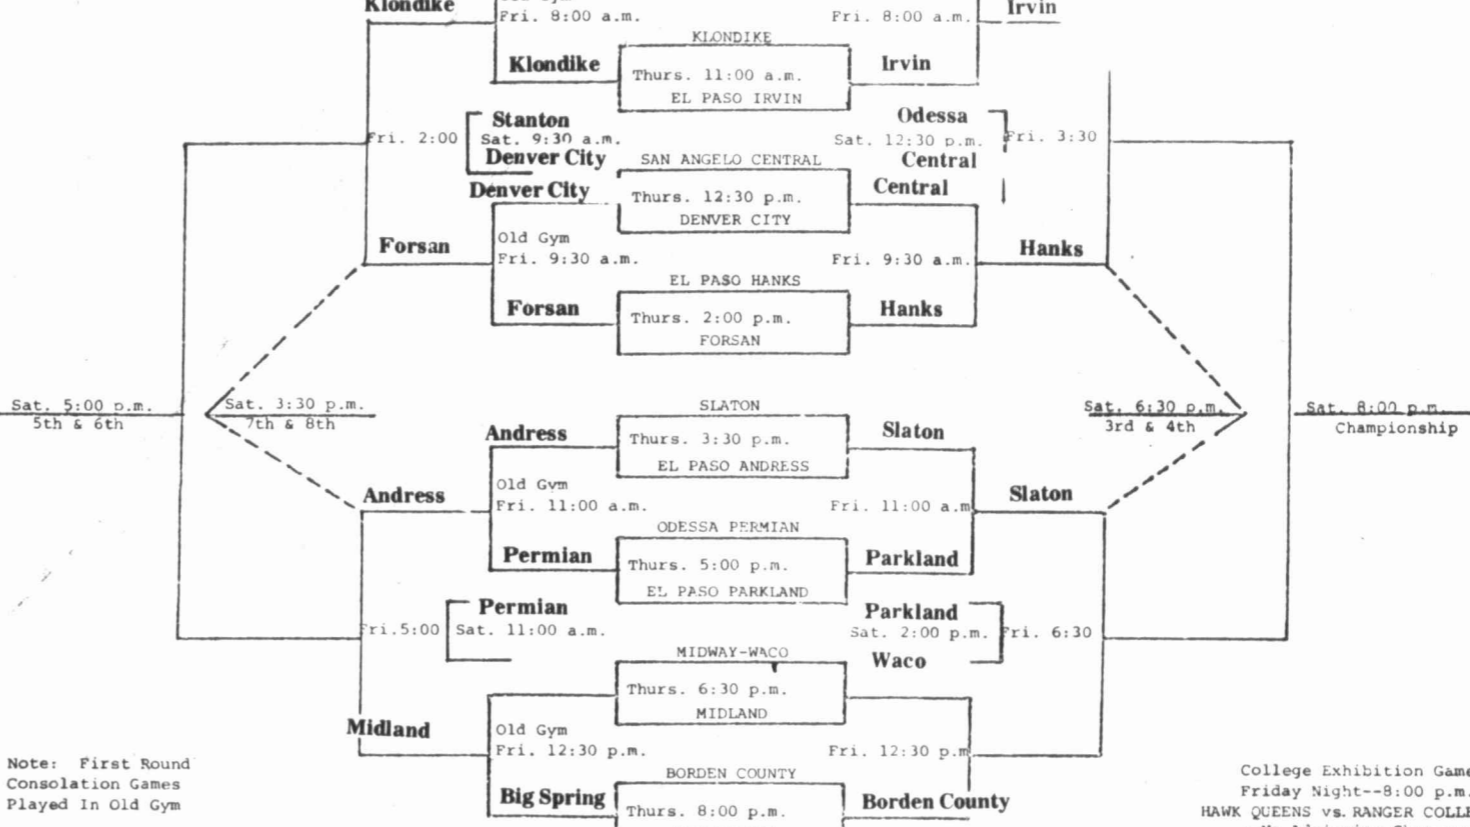 Klondike
Fri. 8:00 a.m.
Fri. 8:00 a.m.
Irvin
KLONDIKE
Klondike
Thurs. 11:00 a.m.
Irvin
EL PASO IRVIN
Stanton
Odessa
Fri. 2:00
Sat. 9:30 a.m.
Sat. 12:30 p.m.
Fri. 3:30
Denver City
SAN ANGELO CENTRAL
Central
Denver City
Thurs. 12:30 p.m.
Central
DENVER CITY
Forsan
Old Gym
Fri. 9:30 a.m.
Fri. 9:30 a.m.
Hanks
EL PASO HANKS
Forsan
Thurs. 2:00 p.m.
Hanks
FORSAN
Sat. 5:00 p.m.
5th & 6th
Sat. 3:30 p.m.
7th & 8th
SLATON
Sat. 6:30 p.m.
3rd & 4th
Sat. 8:00 p.m.
Championship
Andress
Thurs. 3:30 p.m.
Slaton
EL PASO ANDRESS
Andress
Old Gym
Fri. 11:00 a.m.
Fri. 11:00 a.m
Slaton
ODESSA PERMIAN
Permian
Thurs. 5:00 p.m.
Parkland
EL PASO PARKLAND
Permian
Parkland
Fri.5:00
Sat. 11:00 a.m.
Sat. 2:00 p.m.
Fri. 6:30
MIDWAY-WACO
Waco
Thurs. 6:30 p.m.
MIDLAND
Midland
Old Gym
Fri. 12:30 p.m.
Fri. 12:30 p.m
BORDEN COUNTY
Big Spring
Thurs. 8:00 p.m.
Borden County
Note: First Round
Consolation Games
Played In Old Gym
College Exhibition Game
Friday Night--8:00 p.m.
HAWK QUEENS vs. RANGER COLLE